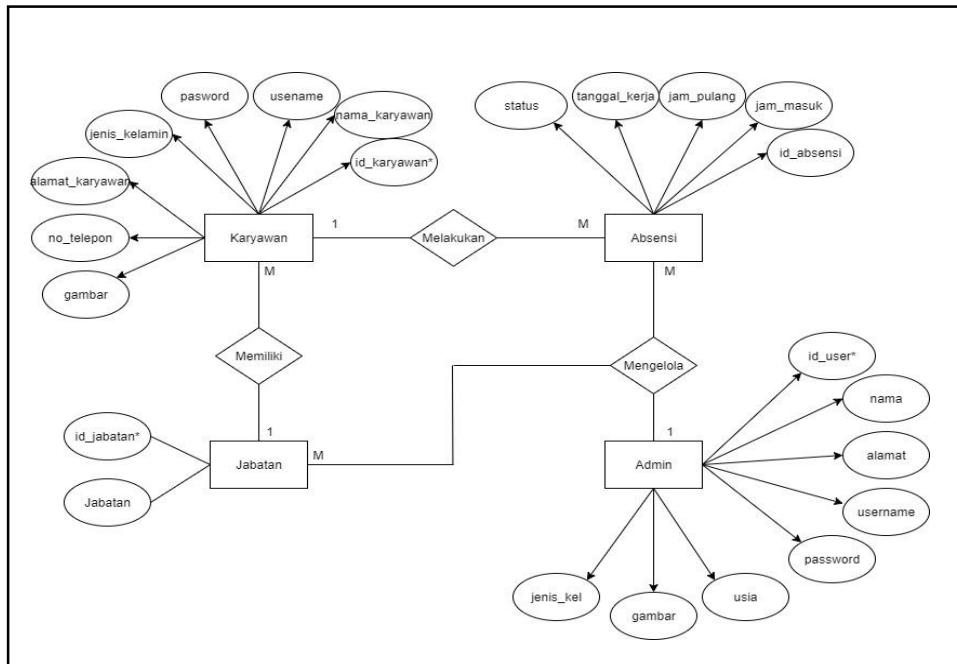 pasword
usename
nama_karyawan
jenis_kelamin
id_karyawan*
alamat_karyawan
no_telepon
gambar
Karyawan
1
Melakukan
M
Absensi
status
tanggal_kerja
jam_pulang
jam_masuk
id_absensi
M
M
Memiliki
Mengelola
1
1
id_jabatan*
Jabatan
Jabatan
M
Admin
id_user*
nama
alamat
username
password
jenis_kel
gambar
usia